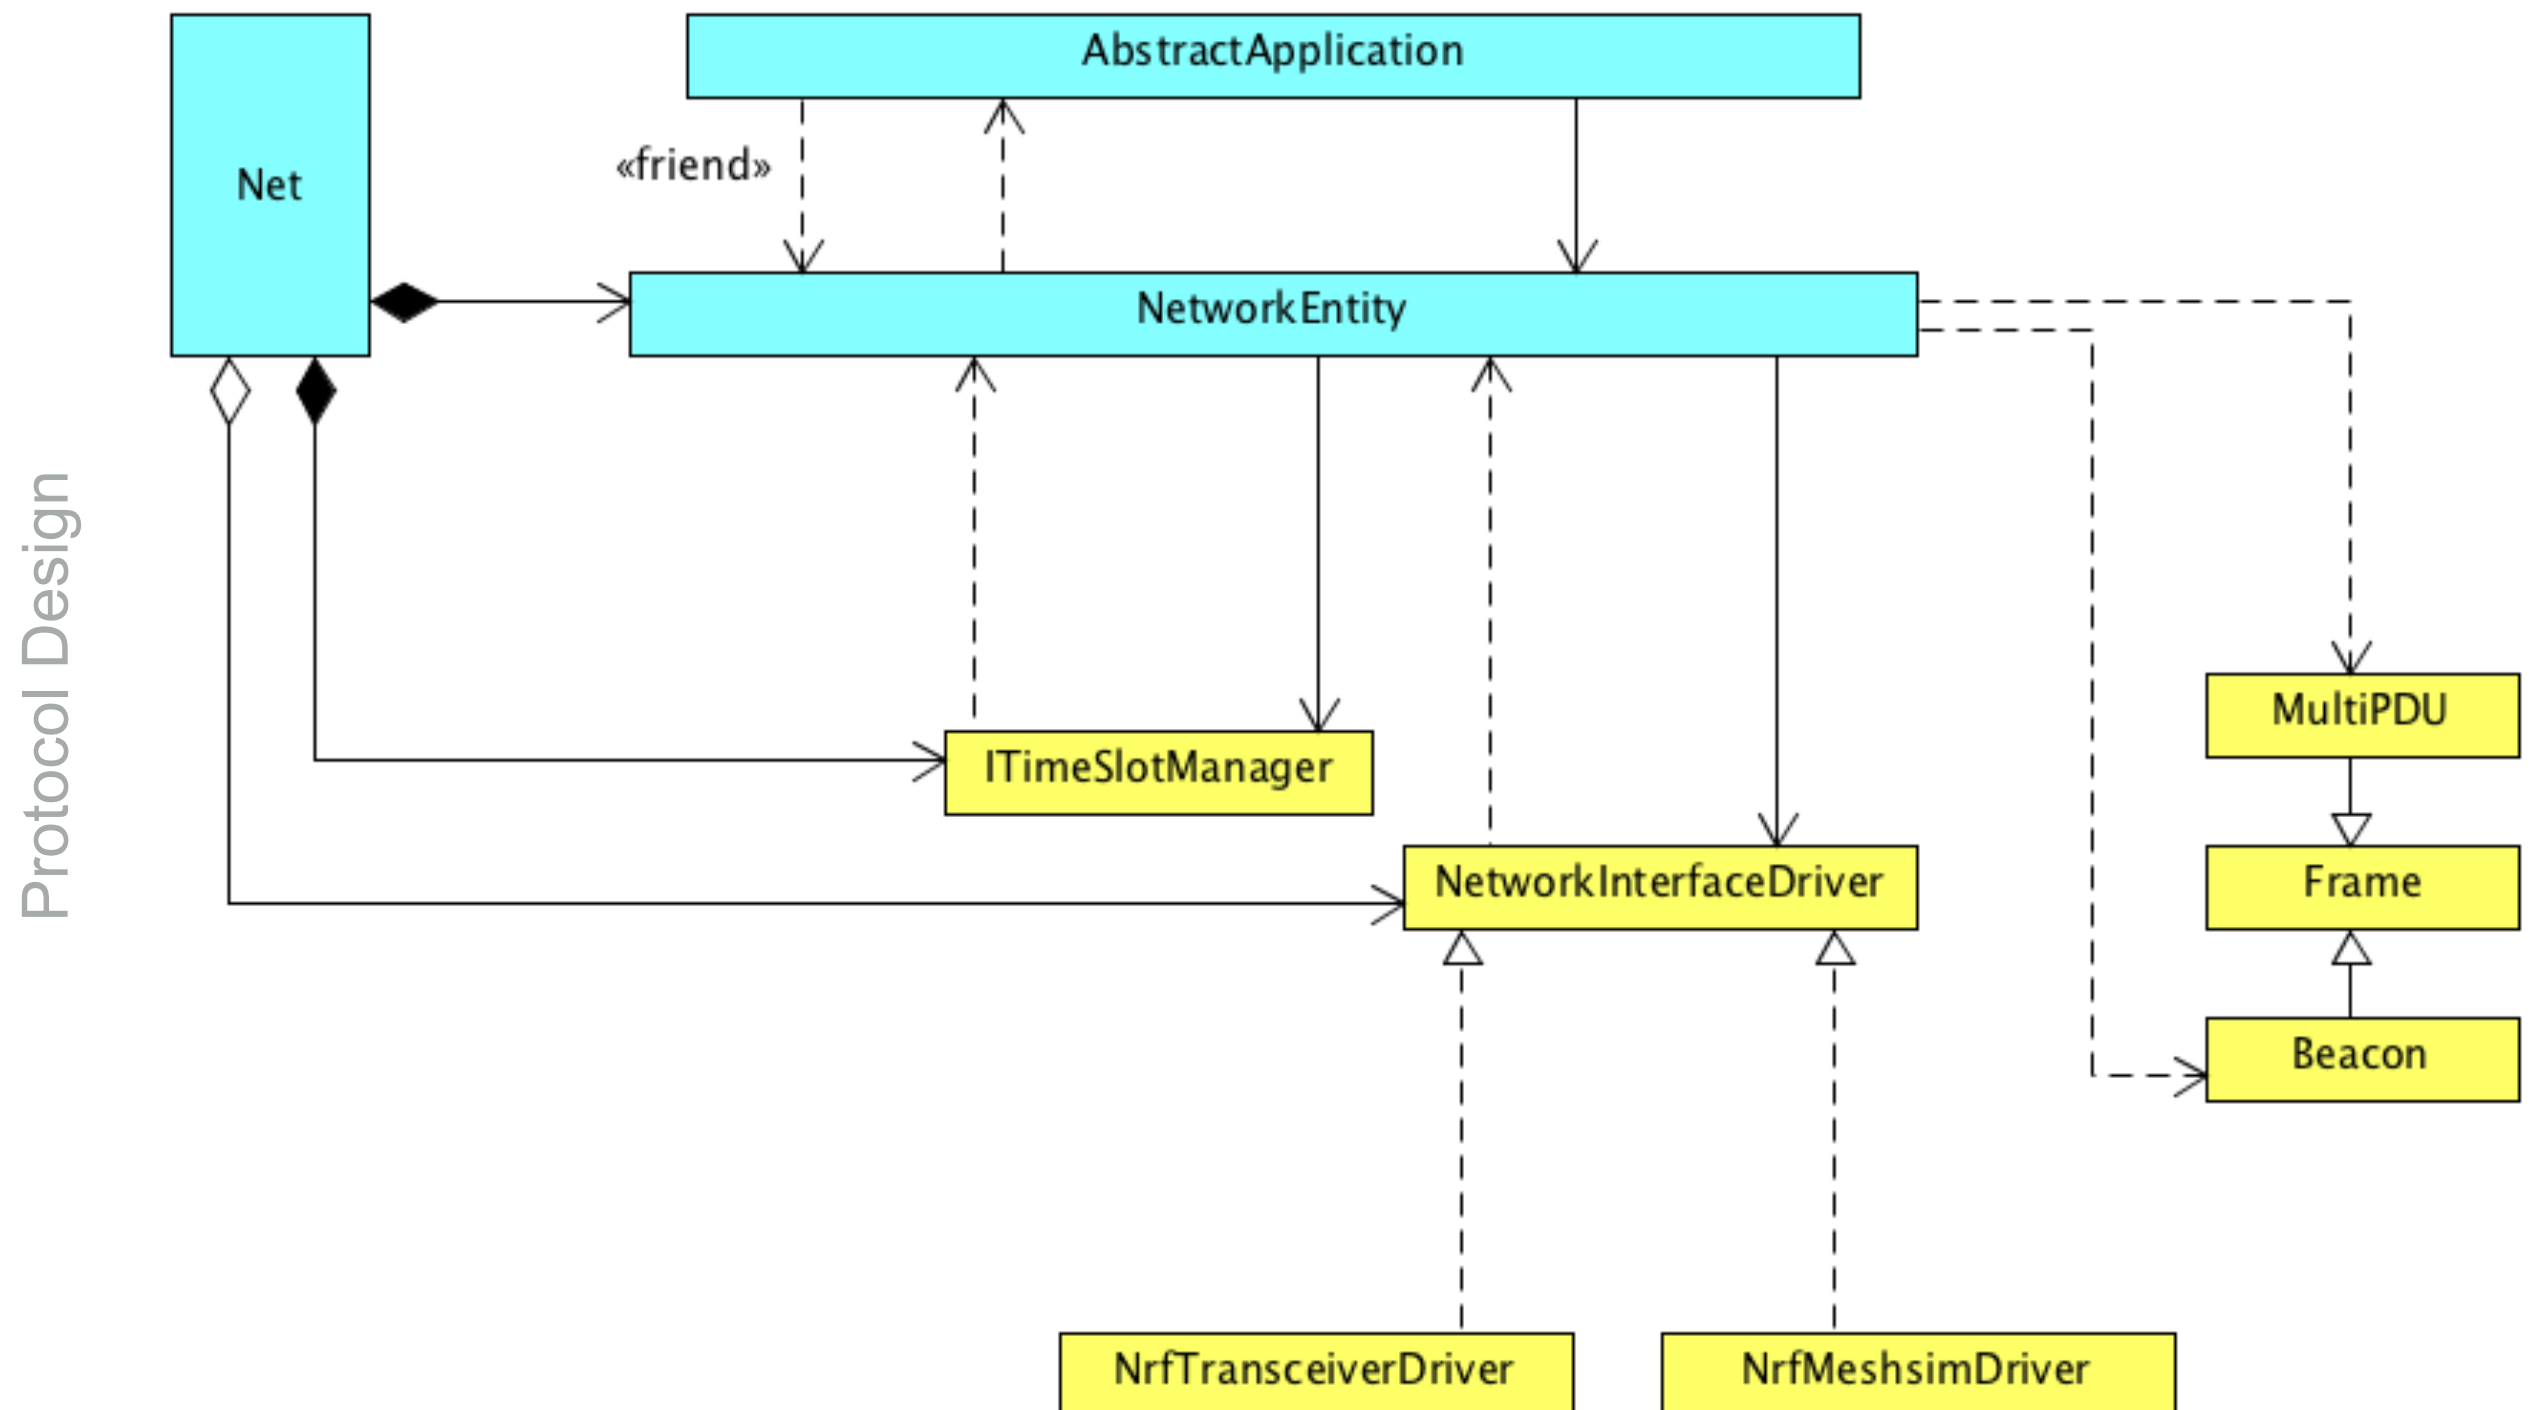 Protocol Design
Net
AbstractApplication
«friend»
NetworkEntity
ITimeSlotManager
NetworkInterfaceDriver
MultiPDU
Frame
Beacon
NrfTransceiverDriver
NrfMeshsimDriver